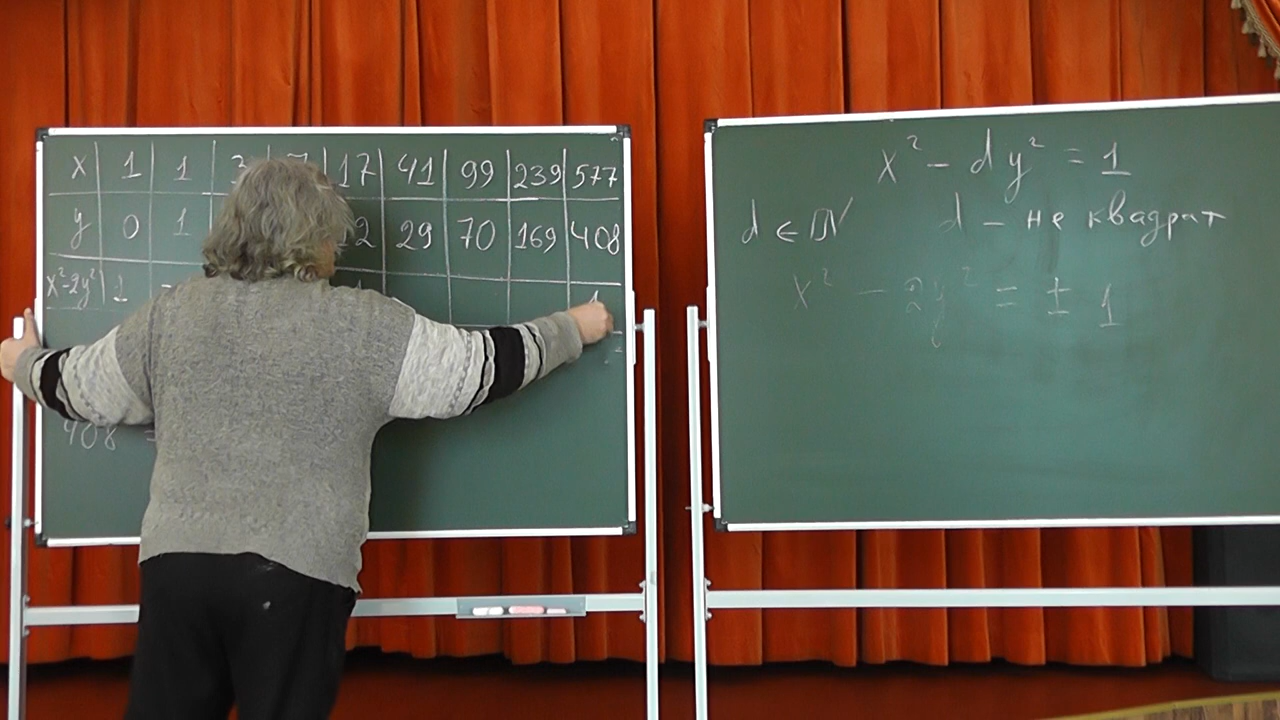 x 1 1 3 7 17 41 99 239 577
y 0 1 12 29 70 169 408
x²-2y² 1 -
408 =
x² - dy² = 1
d ∈ ℕ d - не квадрат
x² - 2y² = ± 1